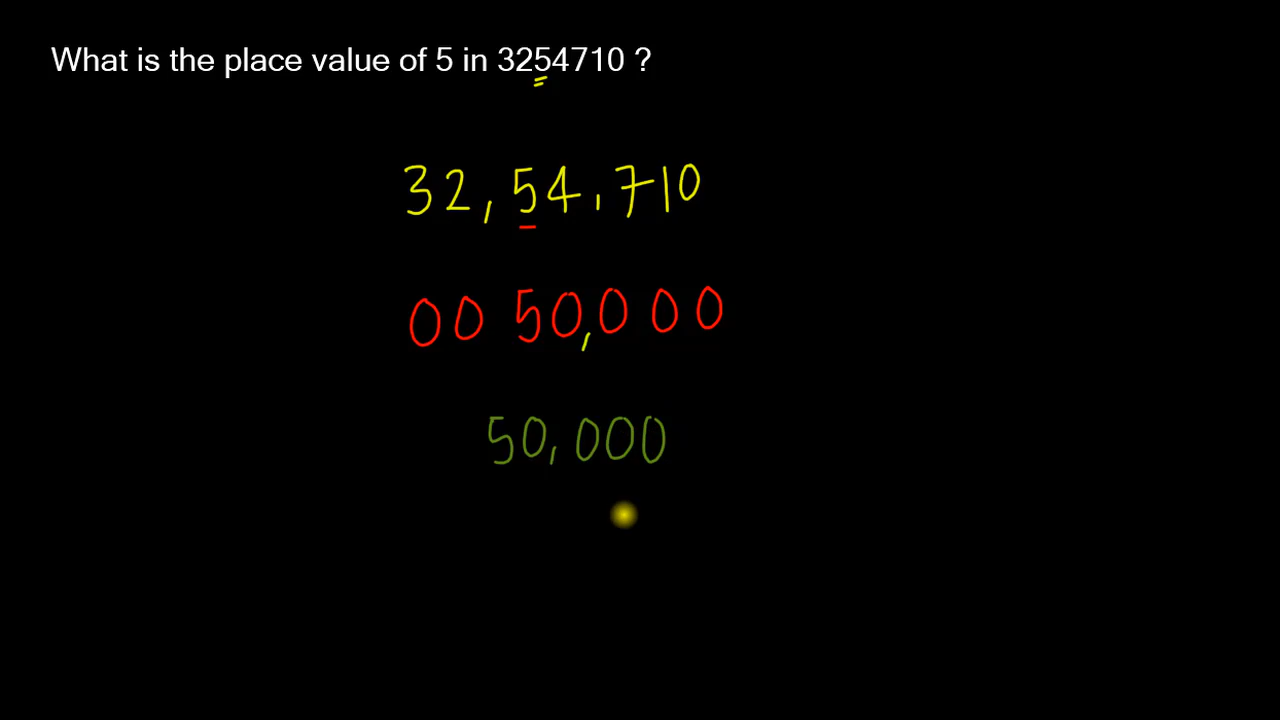 What is the place value of 5 in 3254710 ?
32,54,710
00 50,000
50,000